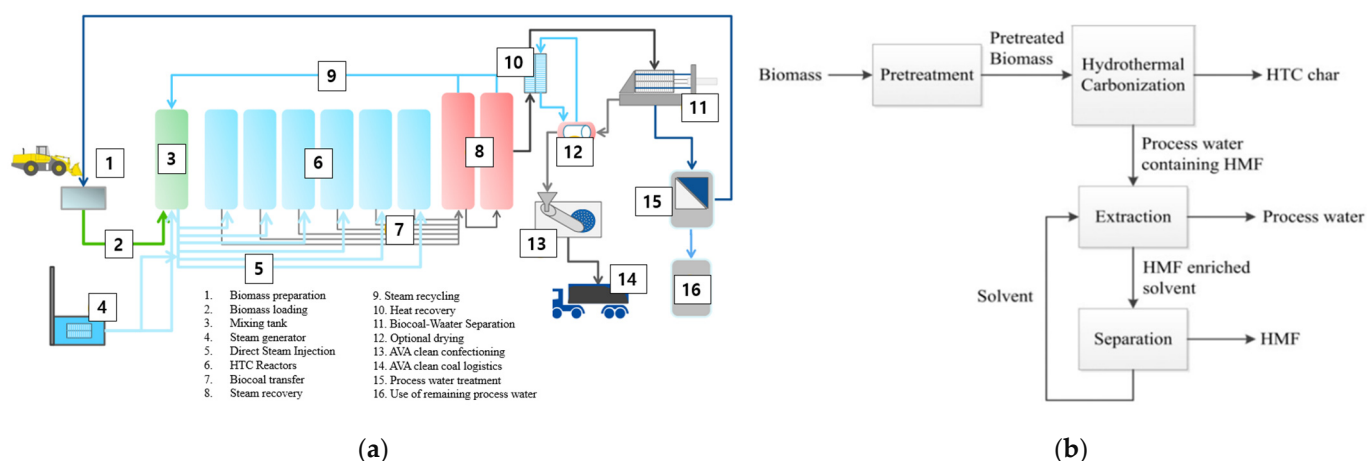 1
2
3
4
5
6
7
8
9
10
11
12
13
14
15
16
1. Biomass preparation
2. Biomass loading
3. Mixing tank
4. Steam generator
5. Direct Steam Injection
6. HTC Reactors
7. Biocoal transfer
8. Steam recovery
9. Steam recycling
10. Heat recovery
11. Biocoal-Waater Separation
12. Optional drying
13. AVA clean confectioning
14. AVA clean coal logistics
15. Process water treatment
16. Use of remaining process water
(a)
Biomass
Pretreatment
Pretreated
Biomass
Hydrothermal
Carbonization
HTC char
Process water
containing HMF
Extraction
Process water
HMF enriched
solvent
Solvent
Separation
HMF
(b)